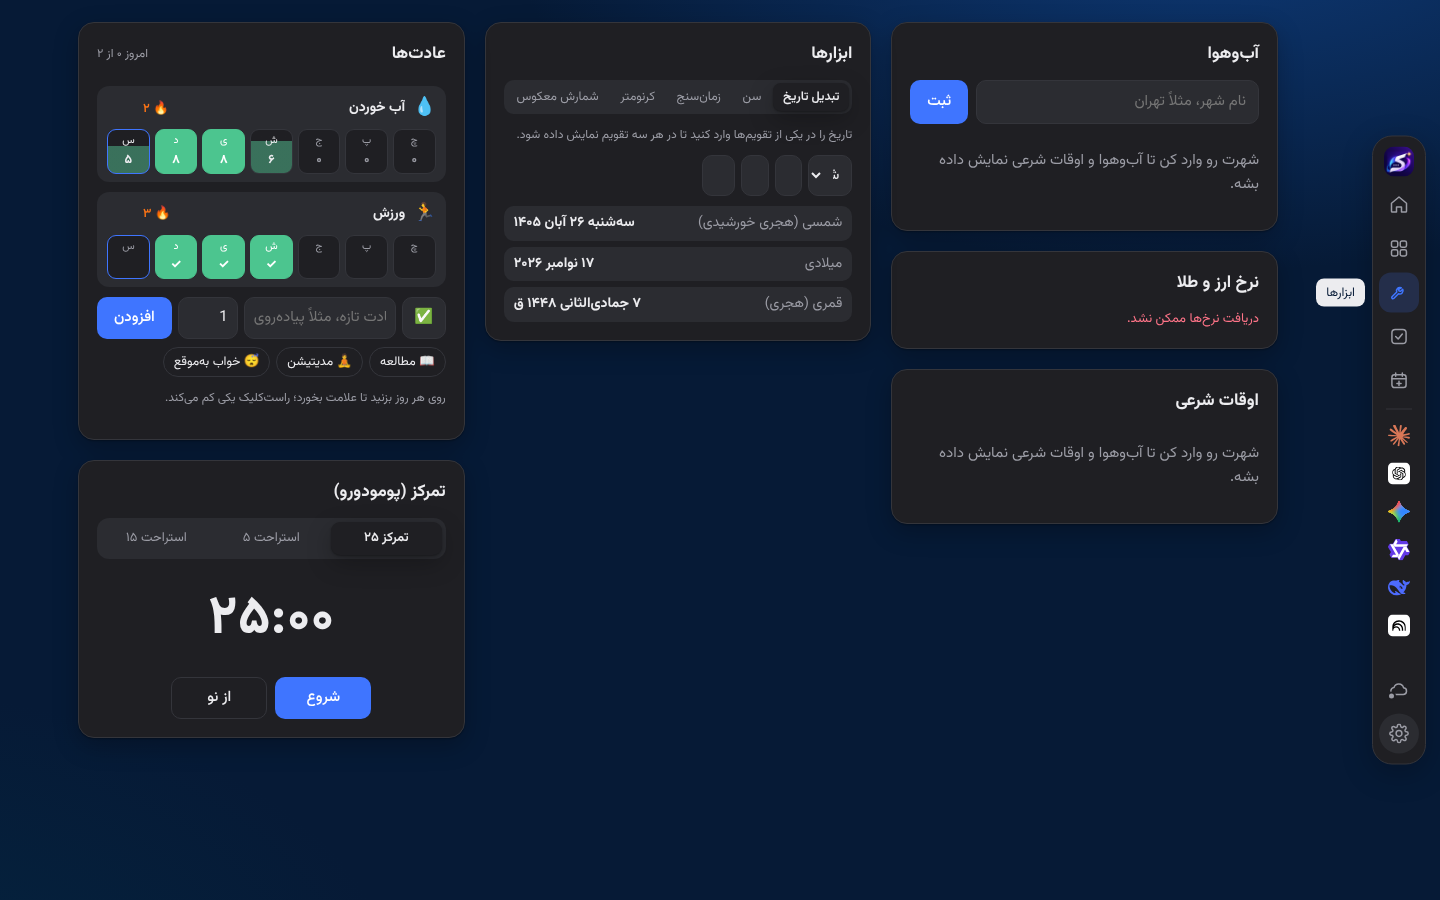 آب‌وهوا
نام شهر، مثلاً تهران
ثبت
شهرت رو وارد کن تا آب‌وهوا و اوقات شرعی نمایش داده
بشه.
نرخ ارز و طلا
دریافت نرخ‌ها ممکن نشد.
اوقات شرعی
شهرت رو وارد کن تا آب‌وهوا و اوقات شرعی نمایش داده
بشه.
ابزارها
تبدیل تاریخ سن زمان‌سنج کرنومتر شمارش معکوس
تاریخ را در یکی از تقویم‌ها وارد کنید تا در هر سه تقویم نمایش داده شود.
شمسی (هجری خورشیدی) سه‌شنبه ۲۶ آبان ۱۴۰۵
میلادی ۱۷ نوامبر ۲۰۲۶
قمری (هجری) ۷ جمادی‌الثانی ۱۴۴۸ ق
عادت‌ها
امروز ۰ از ۲
آب خوردن ۲
چ پ ج ش ی د س
۰ ۰ ۰ ۶ ۸ ۸ ۵
ورزش ۳
چ پ ج ش ی د س
ادت تازه، مثلاً پیاده‌روی 1 افزودن
مطالعه مدیتیشن خواب به‌موقع
روی هر روز بزنید تا علامت بخورد؛ راست‌کلیک یکی کم می‌کند.
تمرکز (پومودورو)
تمرکز ۲۵ استراحت ۵ استراحت ۱۵
۲۵:۰۰
شروع از نو
ابزارها